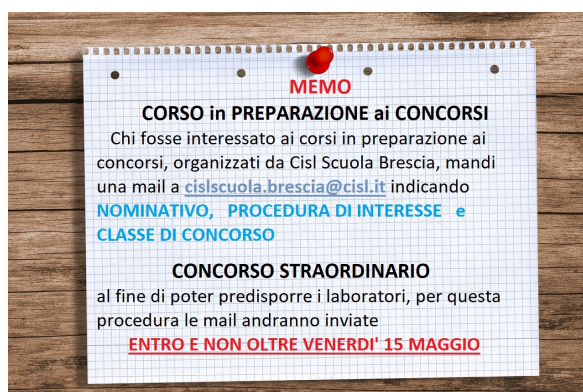 MEMO
CORSO in PREPARAZIONE ai CONCORSI
Chi fosse interessato ai corsi in preparazione ai
concorsi, organizzati da Cisl Scuola Brescia, mandi
una mail a cislscuola.brescia@cisl.it indicando
NOMINATIVO, PROCEDURA DI INTERESSE e
CLASSE DI CONCORSO
CONCORSO STRAORDINARIO
al fine di poter predisporre i laboratori, per questa
procedura le mail andranno inviate
ENTRO E NON OLTRE VENERDI' 15 MAGGIO